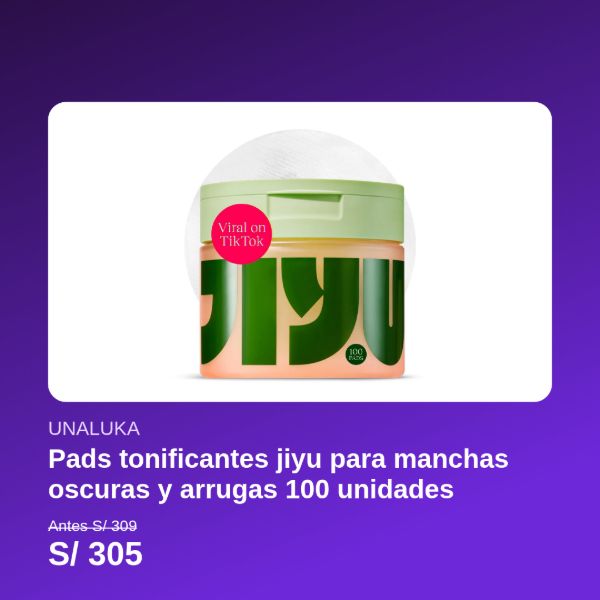 Viral on
TikTok
jiyu
100
PADS
UNALUKA
Pads tonificantes jiyu para manchas
oscuras y arrugas 100 unidades
Antes S/ 309
S/ 305